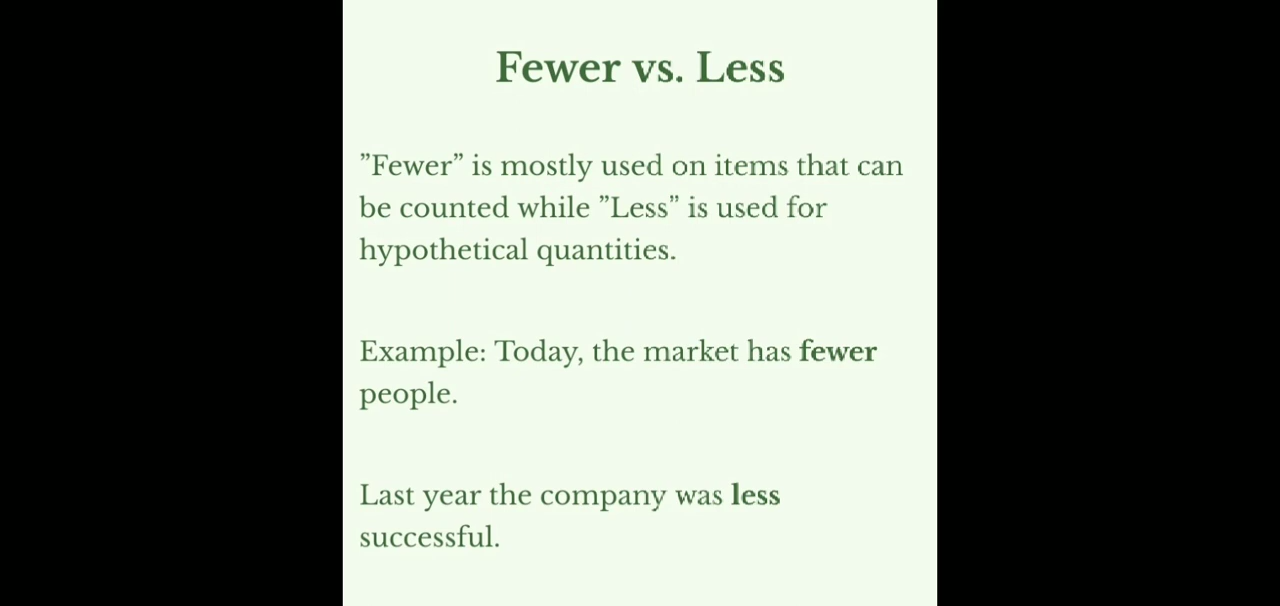 Fewer vs. Less
”Fewer” is mostly used on items that can
be counted while ”Less” is used for
hypothetical quantities.
Example: Today, the market has fewer
people.
Last year the company was less
successful.